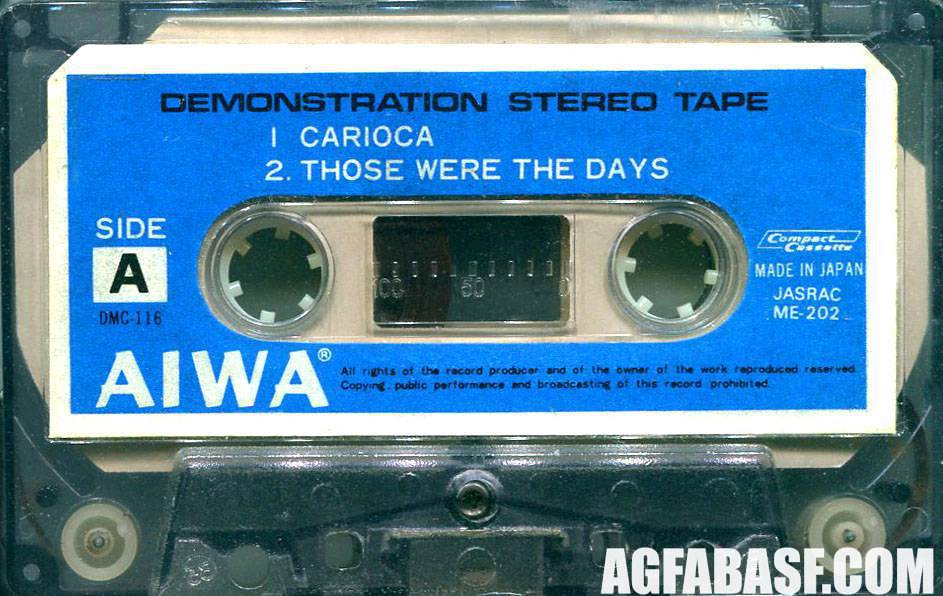 JAPAN
DEMONSTRATION STEREO TAPE
1 CARIOCA
2. THOSE WERE THE DAYS
SIDE
A
DMC-116
100 50 0
Compact Cassette
MADE IN JAPAN
JASRAC
ME-202
AIWA®
All rights of the record producer and of the owner of the work reproduced reserved.
Copying. public performance and broadcasting of this record prohibited.
AGFABASF.COM